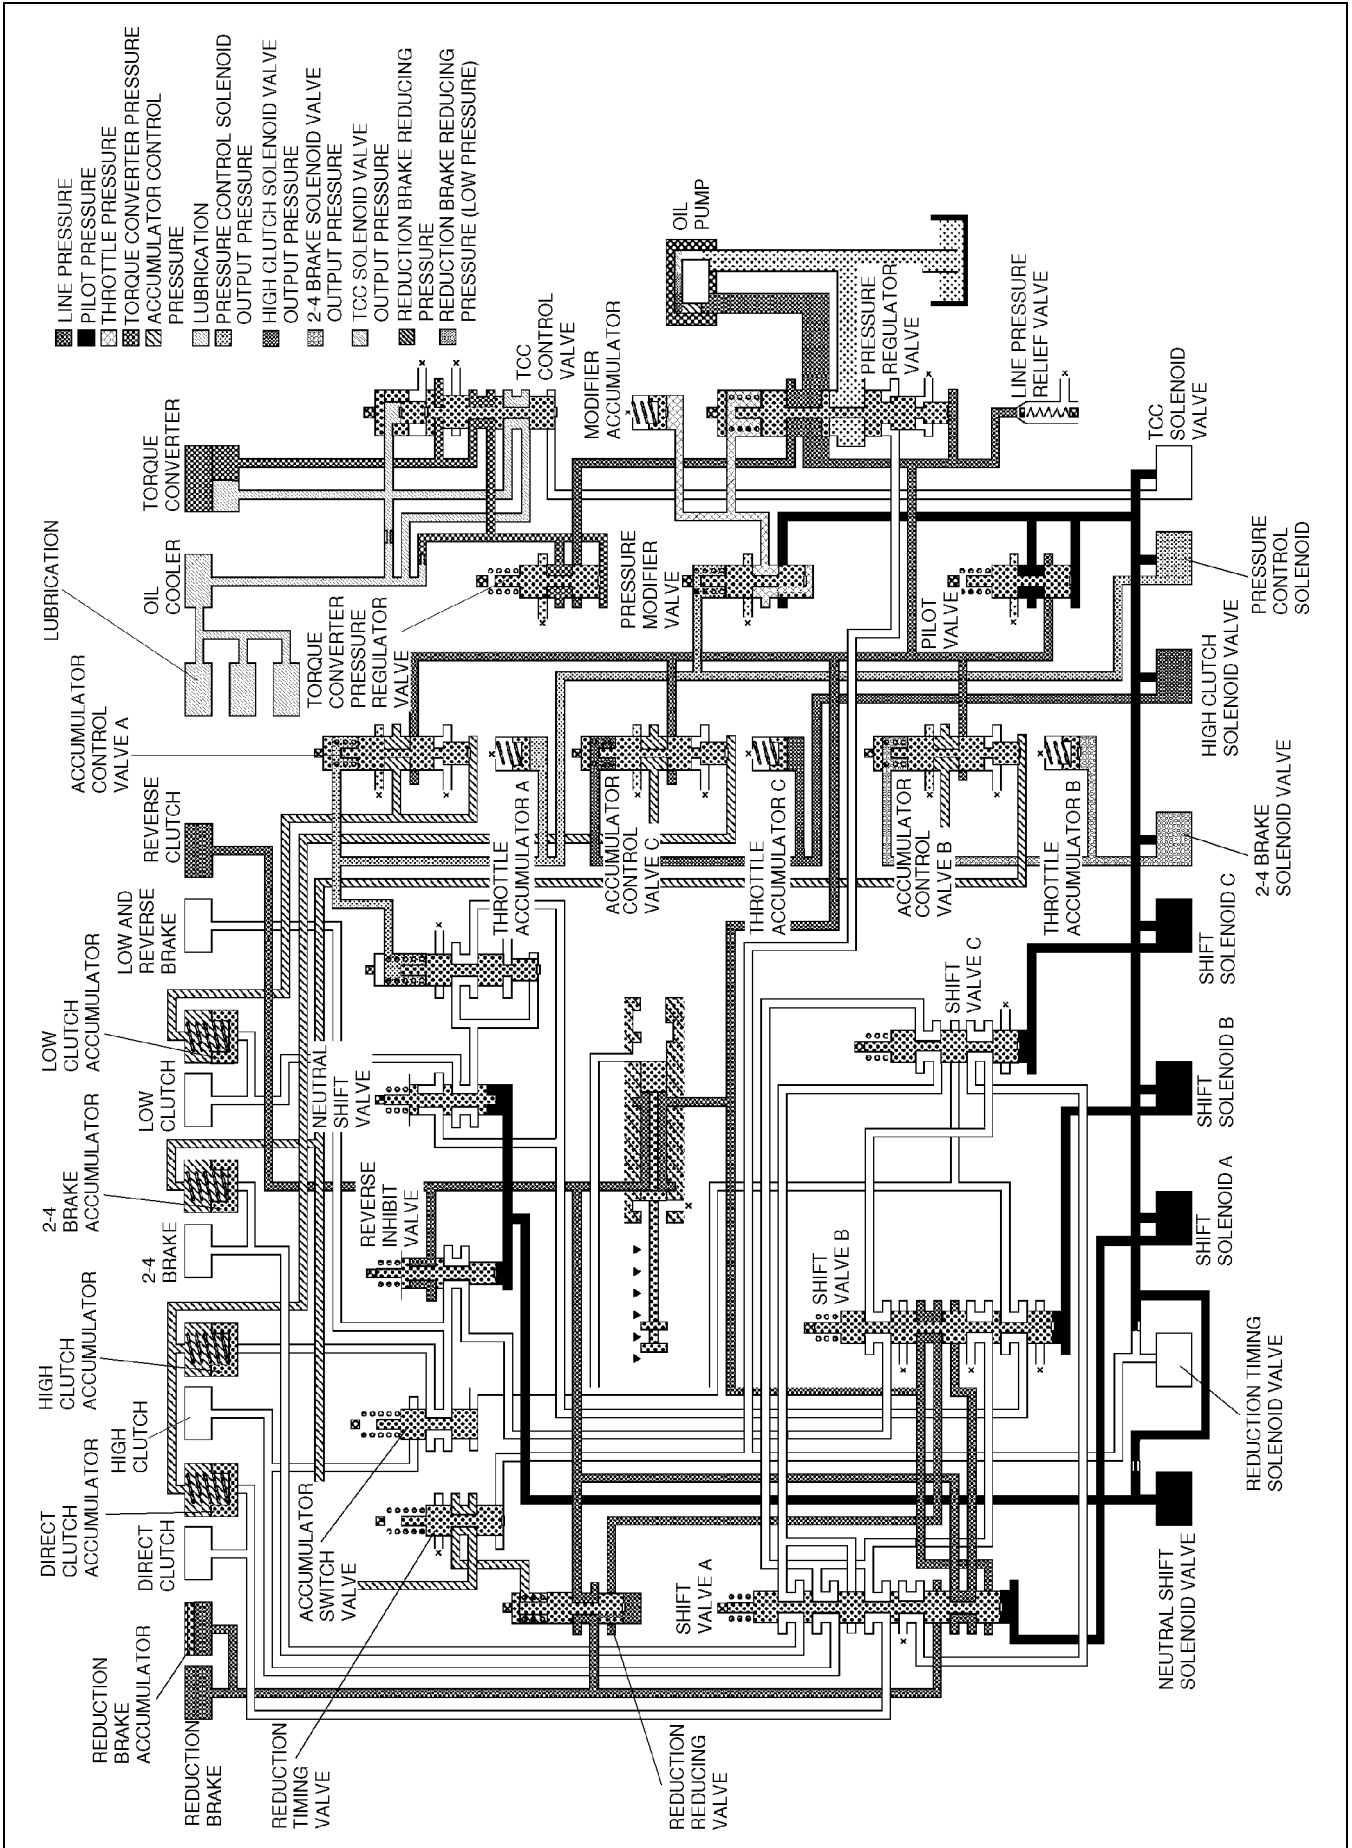 LINE PRESSURE
PILOT PRESSURE
THROTTLE PRESSURE
TORQUE CONVERTER PRESSURE
ACCUMULATOR CONTROL
PRESSURE
LUBRICATION
PRESSURE CONTROL SOLENOID
OUTPUT PRESSURE
HIGH CLUTCH SOLENOID VALVE
OUTPUT PRESSURE
2-4 BRAKE SOLENOID VALVE
OUTPUT PRESSURE
TCC SOLENOID VALVE
OUTPUT PRESSURE
REDUCTION BRAKE REDUCING
PRESSURE
REDUCTION BRAKE REDUCING
PRESSURE (LOW PRESSURE)
REDUCTION
BRAKE
REDUCTION
BRAKE
ACCUMULATOR
DIRECT
CLUTCH
DIRECT
CLUTCH
ACCUMULATOR
HIGH
CLUTCH
HIGH
CLUTCH
ACCUMULATOR
2-4
BRAKE
2-4
BRAKE
ACCUMULATOR
LOW
CLUTCH
LOW
CLUTCH
ACCUMULATOR
LOW AND
REVERSE
BRAKE
REVERSE
CLUTCH
ACCUMULATOR
CONTROL
VALVE A
LUBRICATION
OIL
COOLER
TORQUE
CONVERTER
REDUCTION
TIMING
VALVE
ACCUMULATOR
SWITCH
VALVE
REVERSE
INHIBIT
VALVE
NEUTRAL
SHIFT
VALVE
TORQUE
CONVERTER
PRESSURE
REGULATOR
VALVE
TCC
CONTROL
VALVE
THROTTLE
ACCUMULATOR A
ACCUMULATOR
CONTROL
VALVE C
PRESSURE
MODIFIER
VALVE
MODIFIER
ACCUMULATOR
OIL
PUMP
REDUCTION
REDUCING
VALVE
SHIFT
VALVE A
SHIFT
VALVE B
SHIFT
VALVE C
THROTTLE
ACCUMULATOR C
ACCUMULATOR
CONTROL
VALVE B
THROTTLE
ACCUMULATOR B
PILOT
VALVE
PRESSURE
REGULATOR
VALVE
LINE PRESSURE
RELIEF VALVE
NEUTRAL SHIFT
SOLENOID VALVE
REDUCTION TIMING
SOLENOID VALVE
SHIFT
SOLENOID A
SHIFT
SOLENOID B
SHIFT
SOLENOID C
2-4 BRAKE
SOLENOID VALVE
HIGH CLUTCH
SOLENOID VALVE
PRESSURE
CONTROL
SOLENOID
TCC
SOLENOID
VALVE